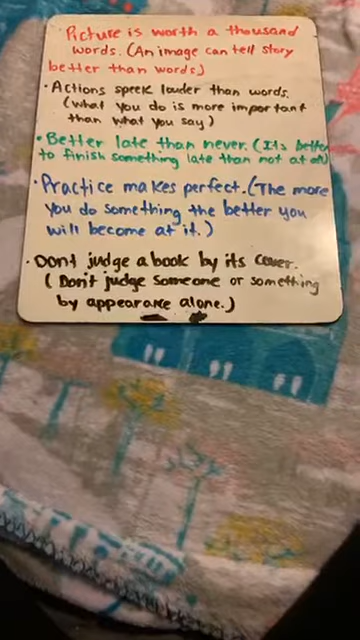 Picture is worth a thousand
words. (An image can tell story
better than words)
• Actions speek louder than words.
(What you do is more important
than what you say)
• Better late than never. (Its better
to finish something late than not at all)
• Practice makes perfect. (The more
you do something the better you
will become at it.)
• Dont judge a book by its cover.
(Don't judge someone or something
by appearance alone.)